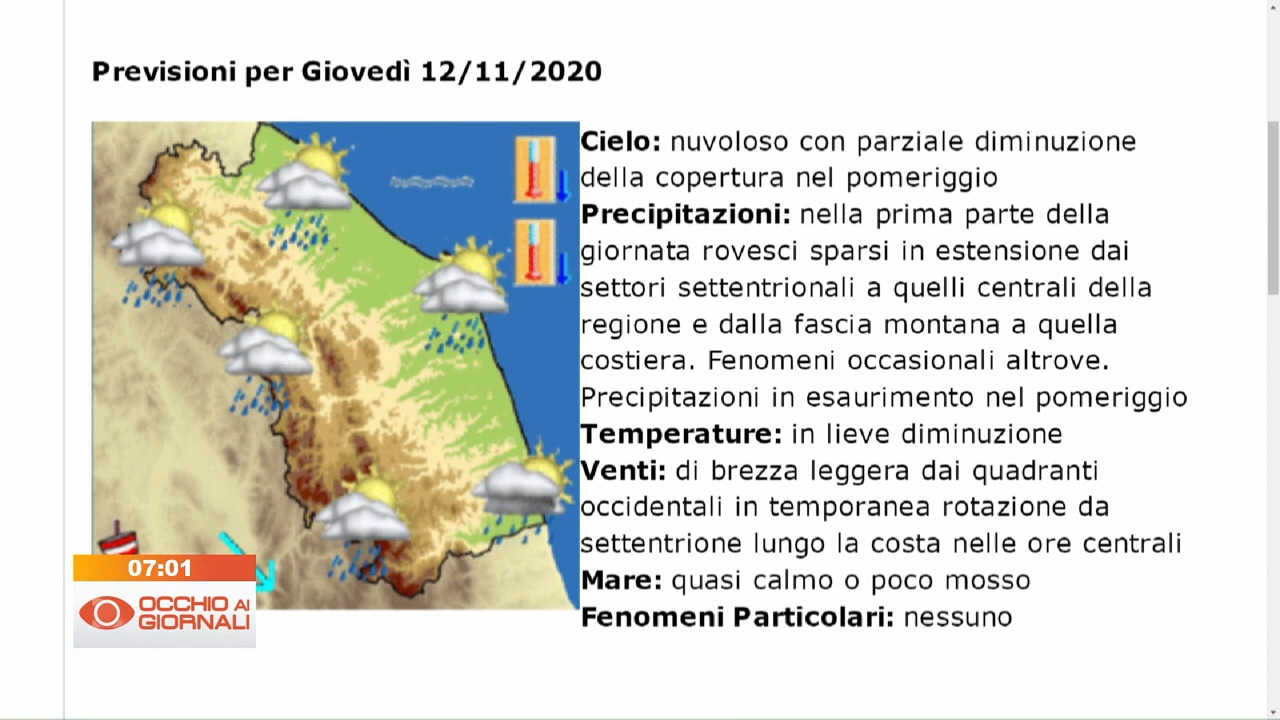 Previsioni per Giovedì 12/11/2020
Cielo: nuvoloso con parziale diminuzione
della copertura nel pomeriggio
Precipitazioni: nella prima parte della
giornata rovesci sparsi in estensione dai
settori settentrionali a quelli centrali della
regione e dalla fascia montana a quella
costiera. Fenomeni occasionali altrove.
Precipitazioni in esaurimento nel pomeriggio
Temperature: in lieve diminuzione
Venti: di brezza leggera dai quadranti
occidentali in temporanea rotazione da
settentrione lungo la costa nelle ore centrali
Mare: quasi calmo o poco mosso
Fenomeni Particolari: nessuno
07:01
OCCHIO AI
GIORNALI